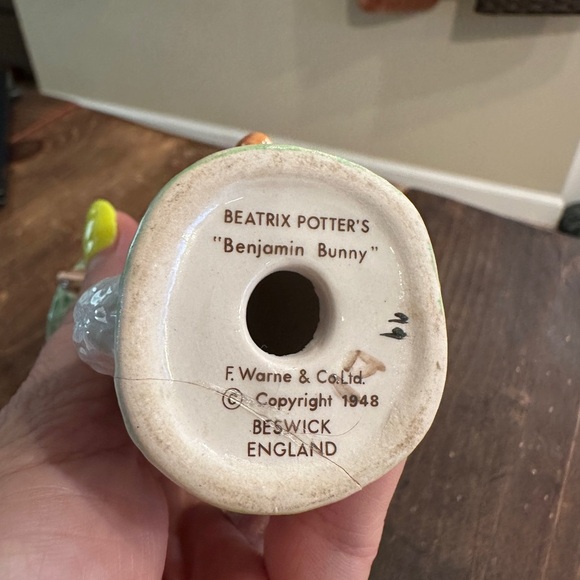 BEATRIX POTTER'S
"Benjamin Bunny"
F. Warne & Co. Ltd.
© Copyright 1948
BESWICK
ENGLAND